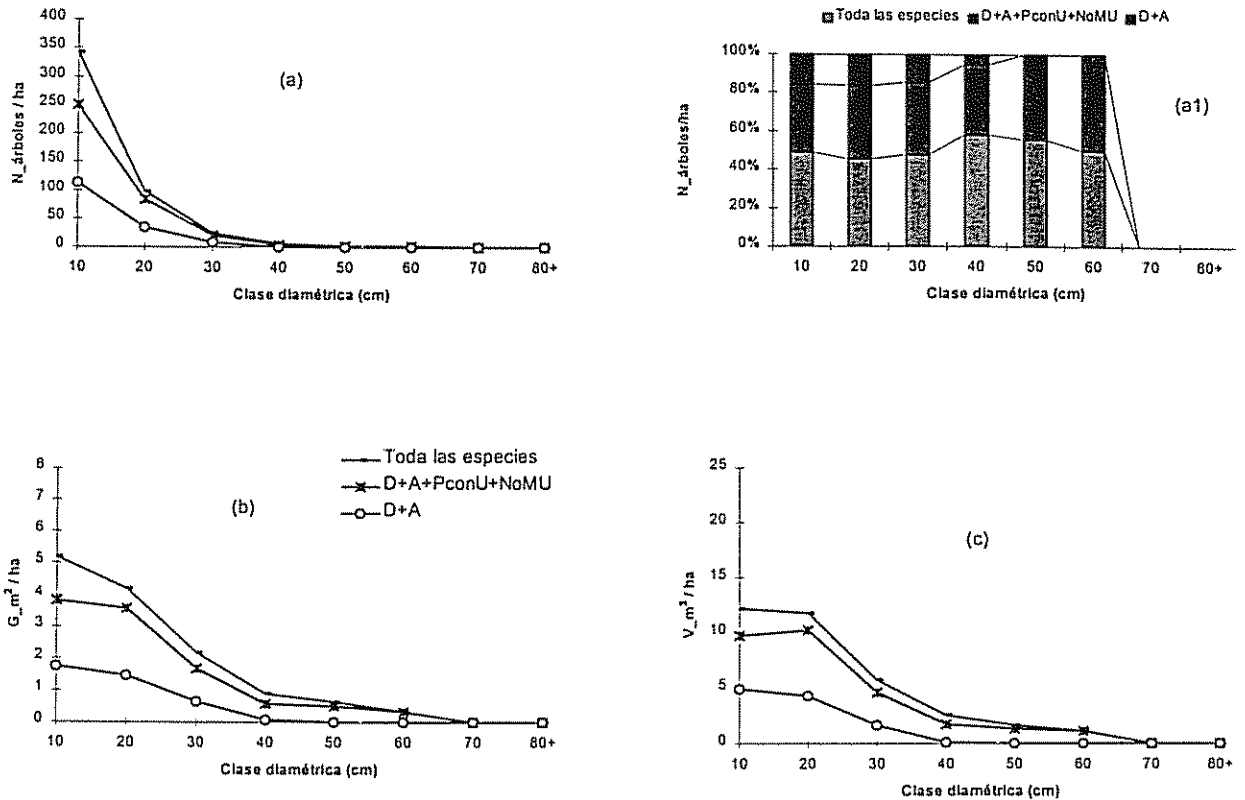 400
350
300
250
200
150
100
50
0
N_árboles / ha
(a)
10 20 30 40 50 60 70 80+
Clase diamétrica (cm)
Toda las especies D+A+PconU+NoMU D+A
100%
80%
60%
40%
20%
0%
N_árboles/ha
(a1)
10 20 30 40 50 60 70 80+
Clase diamétrica (cm)
8
7
6
5
4
3
2
1
0
G_m² / ha
(b)
Toda las especies
D+A+PconU+NoMU
D+A
10 20 30 40 50 60 70 80+
Clase diamétrica (cm)
25
20
15
10
5
0
V_m³ / ha
(c)
10 20 30 40 50 60 70 80+
Clase diamétrica (cm)